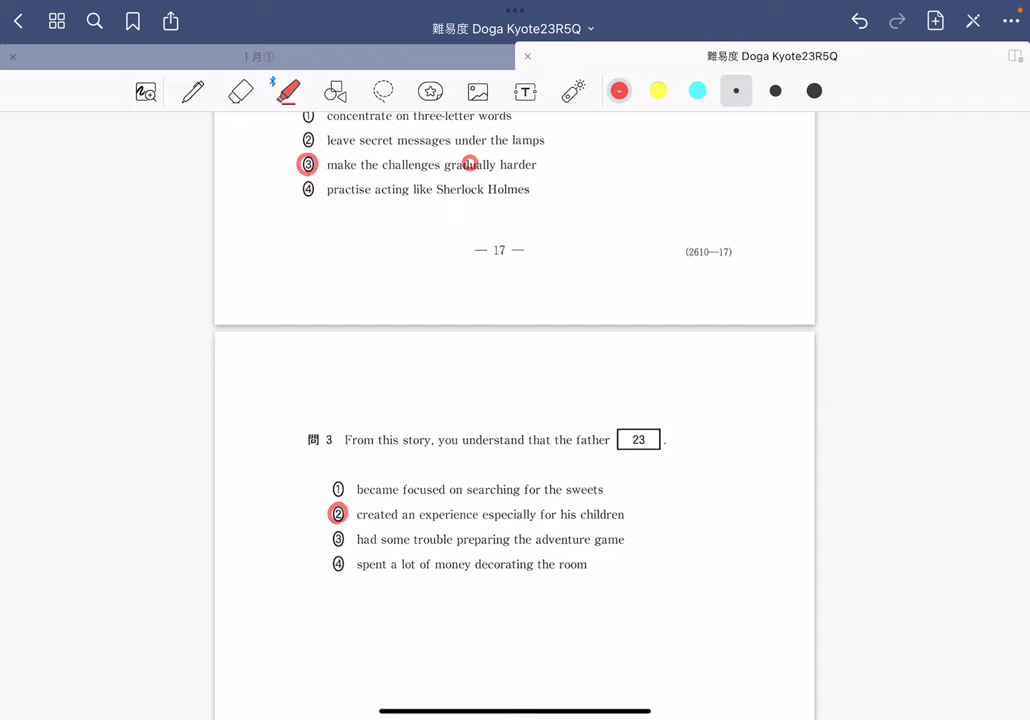 難易度 Doga Kyote23R5Q
1月①
難易度 Doga Kyote23R5Q
① concentrate on three-letter words
② leave secret messages under the lamps
③ make the challenges gradually harder
④ practise acting like Sherlock Holmes
— 17 —
(2610—17)
問 3 From this story, you understand that the father 23 .
① became focused on searching for the sweets
② created an experience especially for his children
③ had some trouble preparing the adventure game
④ spent a lot of money decorating the room